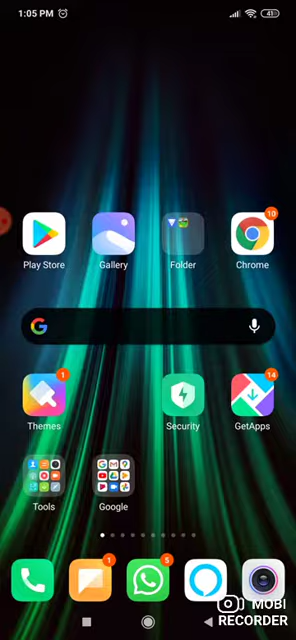 1:05 PM
41
10
Play Store
Gallery
Folder
Chrome
1
14
Themes
Security
GetApps
Tools
Google
1
5
MOBI
RECORDER